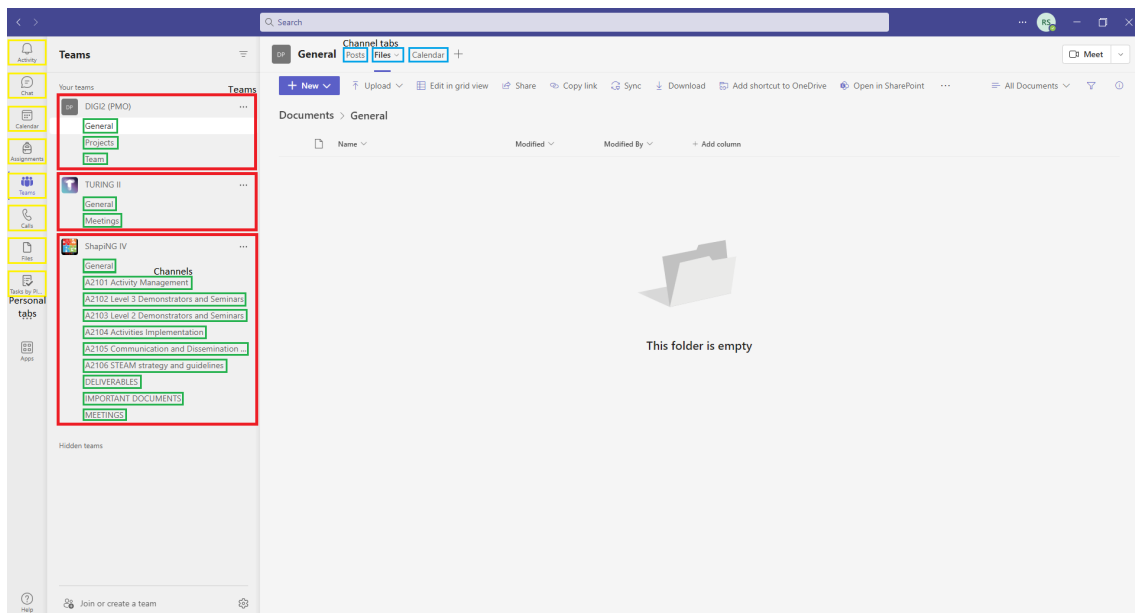 Search
RS
Activity
Chat
Calendar
Assignments
Teams
Calls
Files
Tasks by Pl...
Personal
tabs
Apps
Help
Teams
Your teams
Teams
DP DIGI2 (PMO)
General
Projects
Team
TURING II
General
Meetings
ShapiNG IV
General
Channels
A2101 Activity Management
A2102 Level 3 Demonstrators and Seminars
A2103 Level 2 Demonstrators and Seminars
A2104 Activities Implementation
A2105 Communication and Dissemination ...
A2106 STEAM strategy and guidelines
DELIVERABLES
IMPORTANT DOCUMENTS
MEETINGS
Hidden teams
Join or create a team
Channel tabs
DP General Posts Files Calendar
Meet
New Upload Edit in grid view Share Copy link Sync Download Add shortcut to OneDrive Open in SharePoint ... All Documents
Documents > General
Name Modified Modified By + Add column
This folder is empty